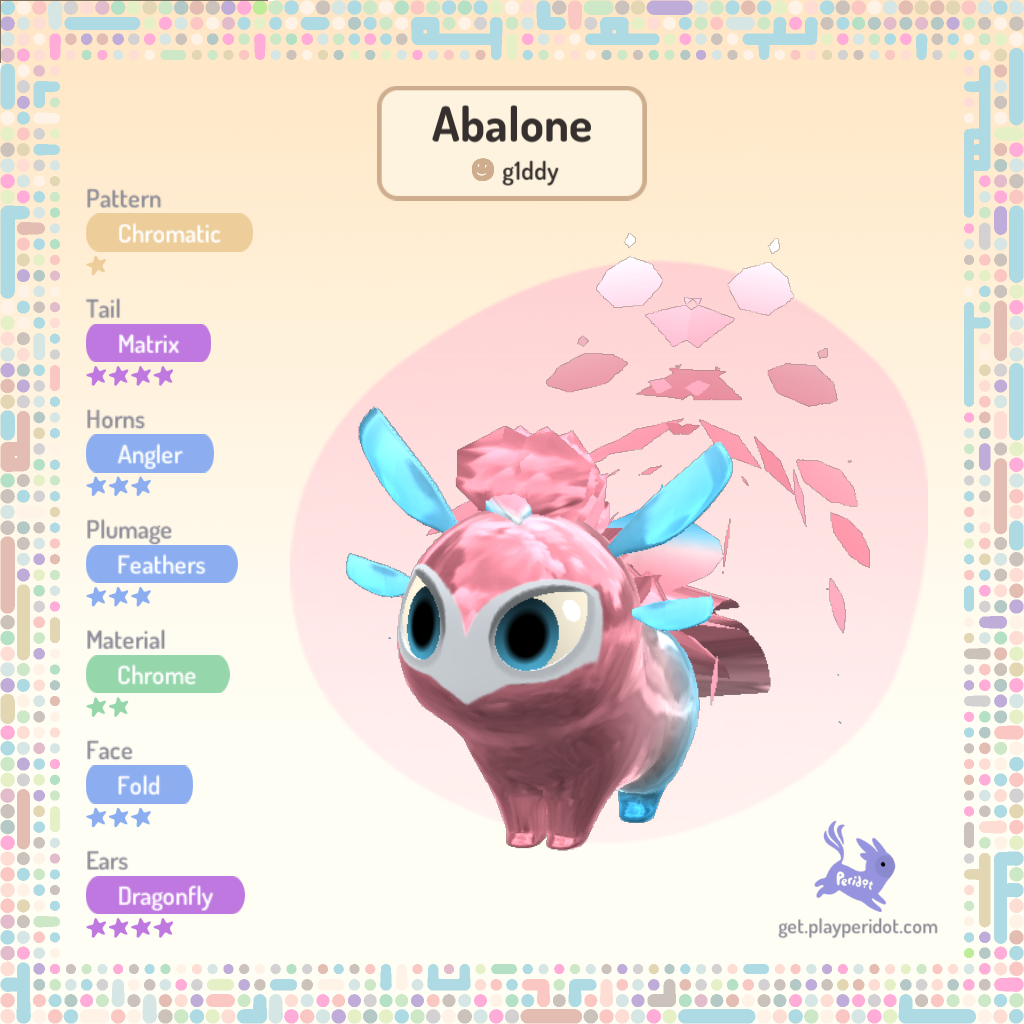 Abalone
g1ddy
Pattern
Chromatic
Tail
Matrix
Horns
Angler
Plumage
Feathers
Material
Chrome
Face
Fold
Ears
Dragonfly
Peridot
get.playperidot.com